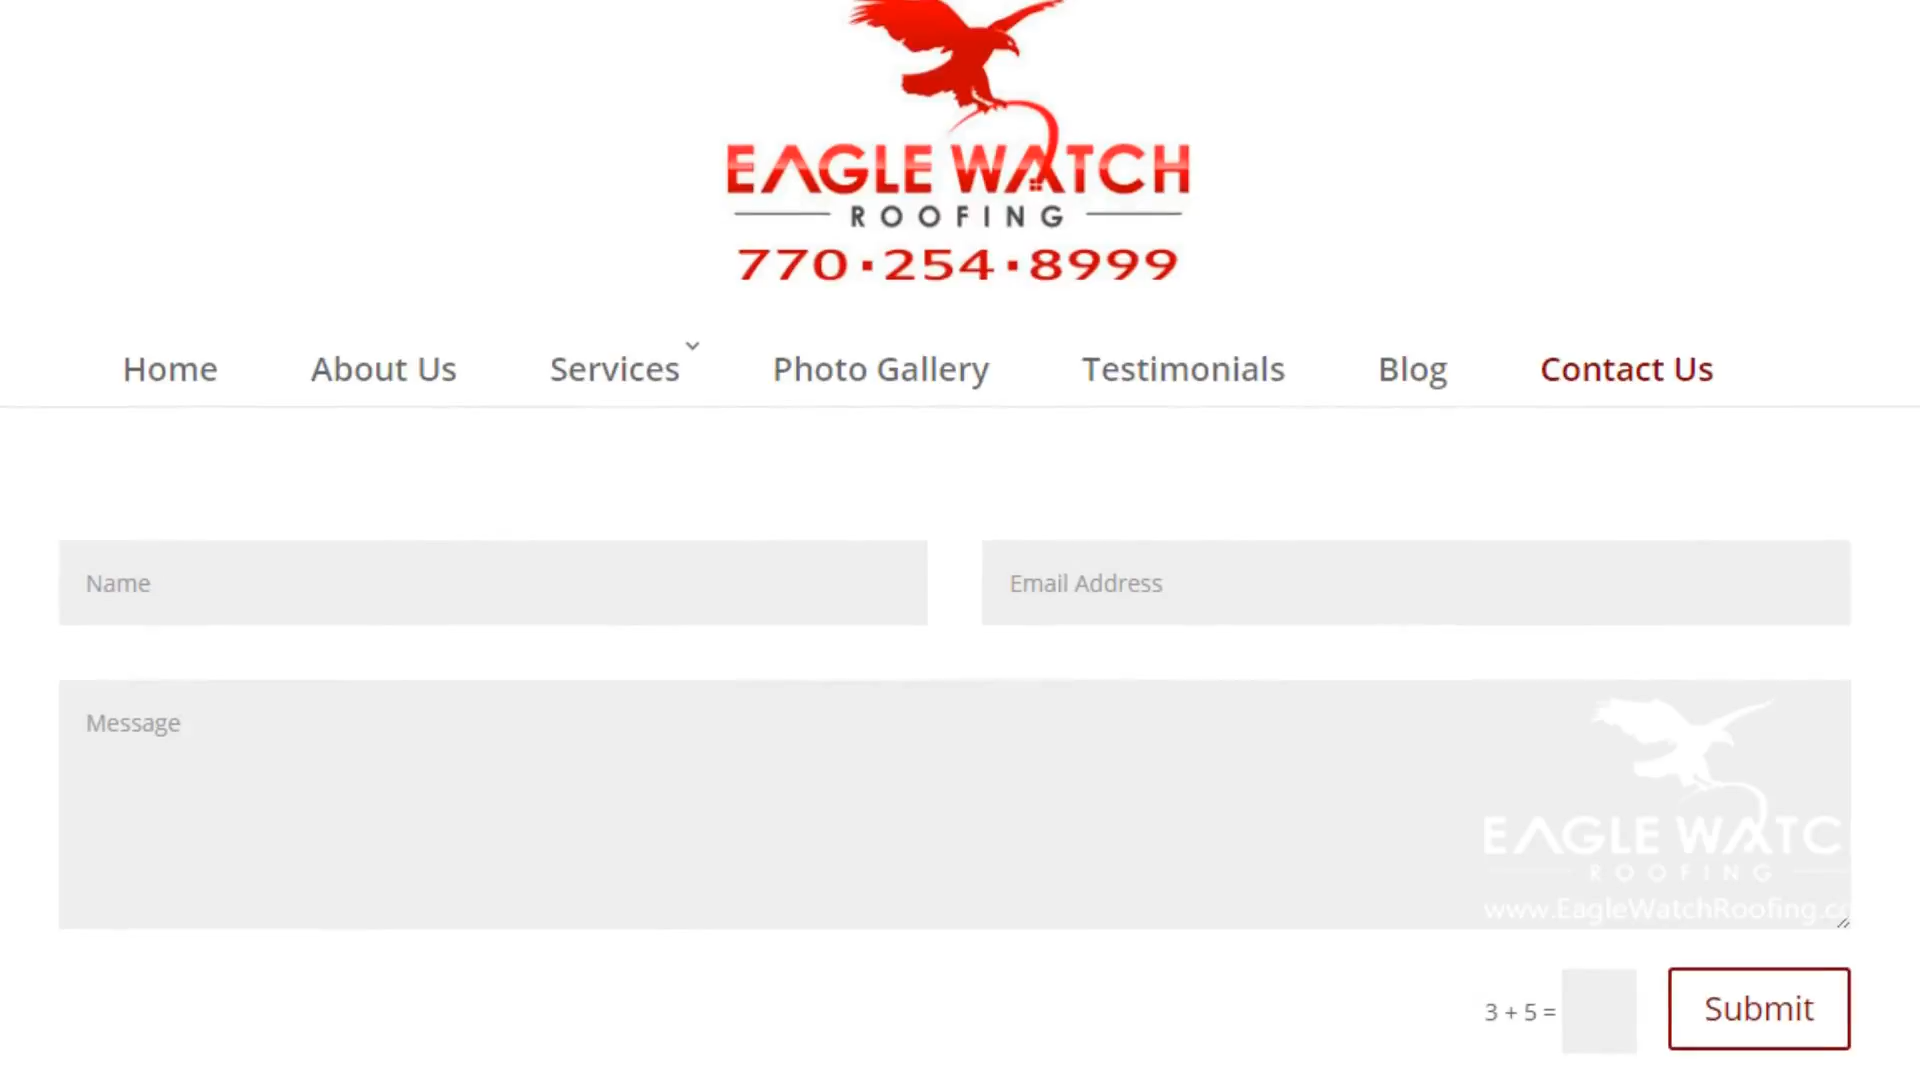 EAGLE WATCH
ROOFING
770·254·8999
Home About Us Services Photo Gallery Testimonials Blog Contact Us
Name Email Address
Message
EAGLE WATC
ROOFING
www.EagleWatchRoofing.co
3 + 5 = Submit